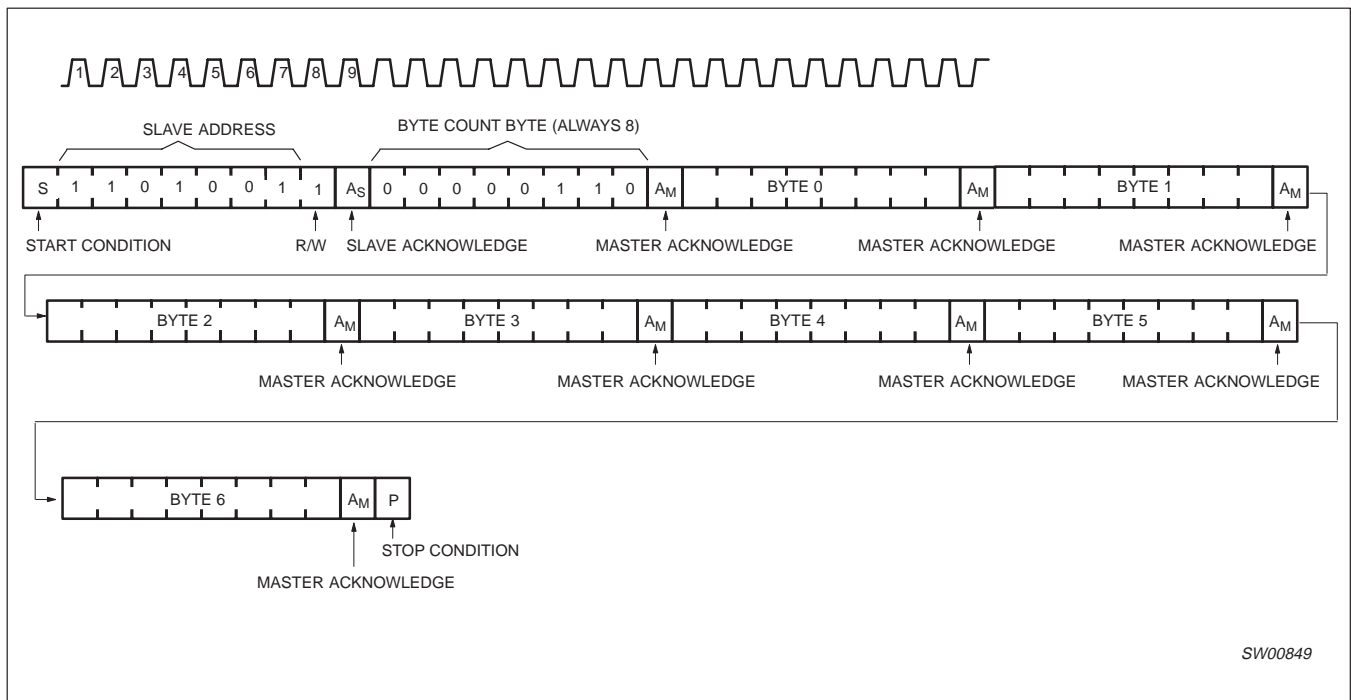 1 2 3 4 5 6 7 8 9
SLAVE ADDRESS
BYTE COUNT BYTE (ALWAYS 8)
S 1 1 0 1 0 0 1 1 AS 0 0 0 0 0 1 1 0 AM BYTE 0 AM BYTE 1 AM
START CONDITION
R/W
SLAVE ACKNOWLEDGE
MASTER ACKNOWLEDGE
MASTER ACKNOWLEDGE
MASTER ACKNOWLEDGE
BYTE 2 AM BYTE 3 AM BYTE 4 AM BYTE 5 AM
MASTER ACKNOWLEDGE
MASTER ACKNOWLEDGE
MASTER ACKNOWLEDGE
MASTER ACKNOWLEDGE
BYTE 6 AM P
STOP CONDITION
MASTER ACKNOWLEDGE
SW00849